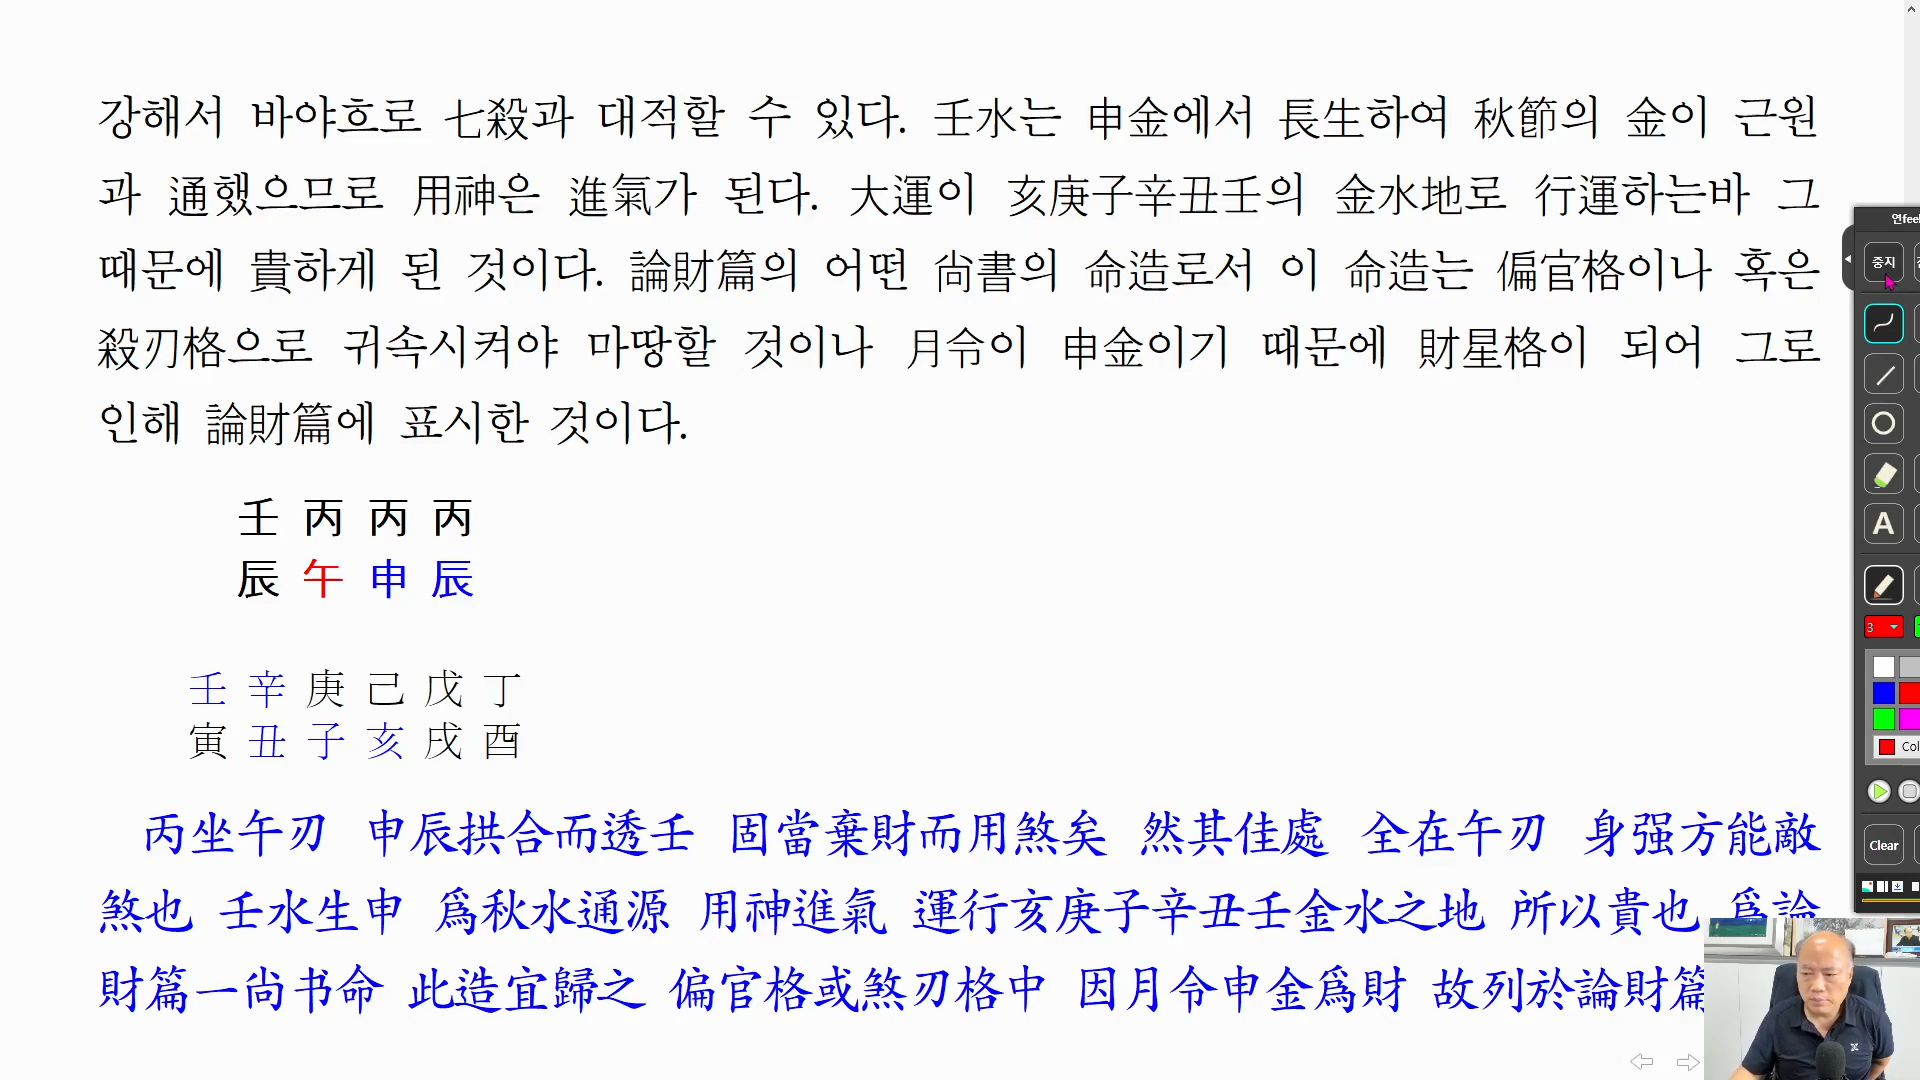 강해서 바야흐로 七殺과 대적할 수 있다. 壬水는 申金에서 長生하여 秋節의 金이 근원
과 通했으므로 用神은 進氣가 된다. 大運이 亥庚子辛丑壬의 金水地로 行運하는바 그
때문에 貴하게 된 것이다. 論財篇의 어떤 尙書의 命造로서 이 命造는 偏官格이나 혹은
殺刃格으로 귀속시켜야 마땅할 것이나 月令이 申金이기 때문에 財星格이 되어 그로
인해 論財篇에 표시한 것이다.
壬 丙 丙 丙
辰 午 申 辰
壬 辛 庚 己 戊 丁
寅 丑 子 亥 戌 酉
丙坐午刃 申辰拱合而透壬 固當棄財而用煞矣 然其佳處 全在午刃 身强方能敵
煞也 壬水生申 爲秋水通源 用神進氣 運行亥庚子辛丑壬金水之地 所以貴也 爲論
財篇一尙书命 此造宜歸之 偏官格或煞刃格中 因月令申金爲財 故列於論財篇
연feel
중지
A
3
Col
Clear